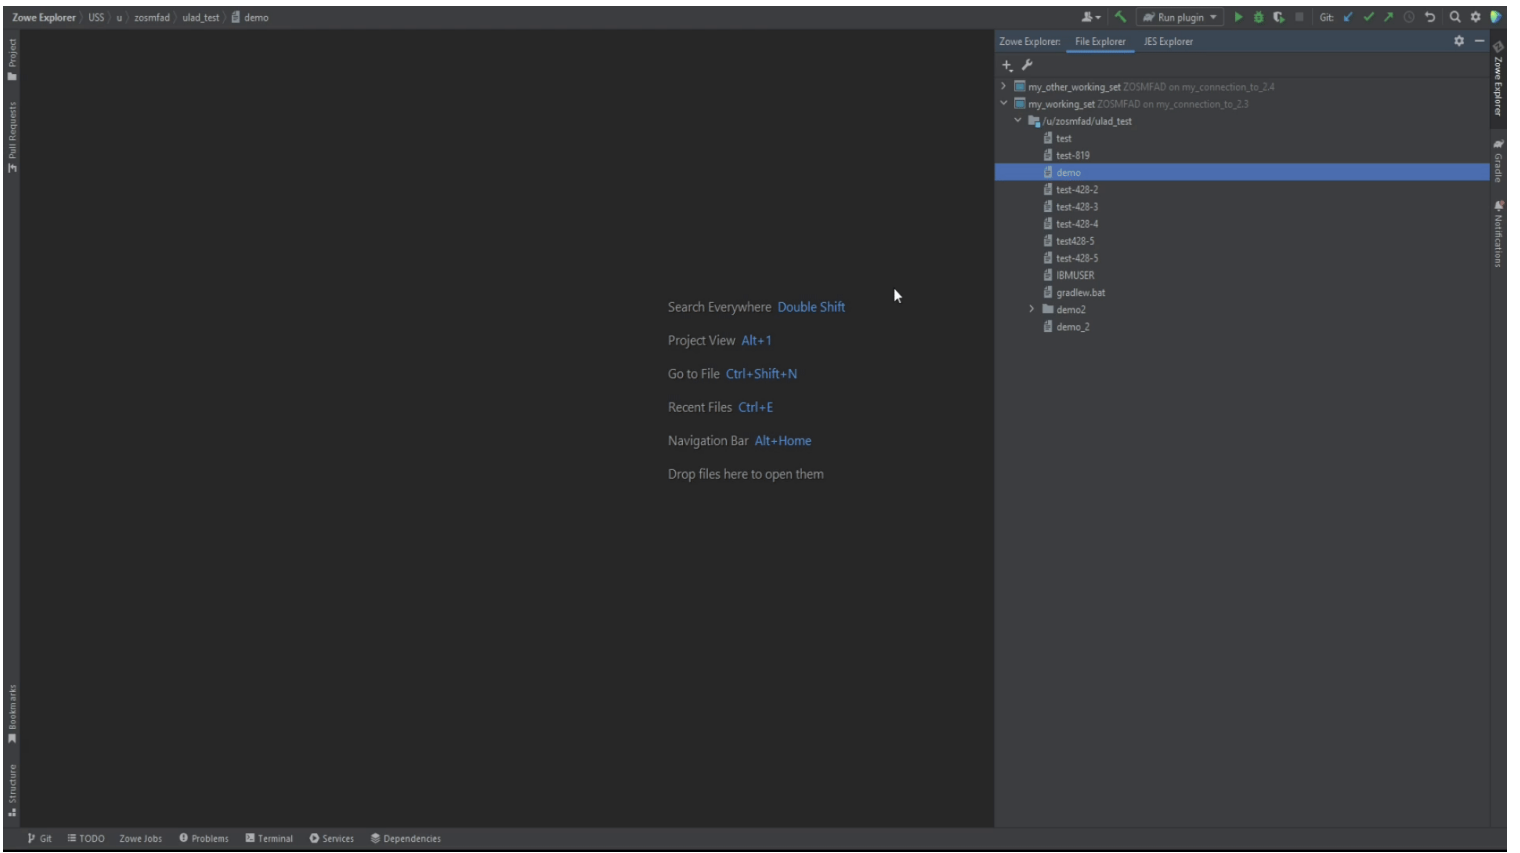 Zowe Explorer USS u zosmfad ulad_test demo
Run plugin
Git:
Project
Pull Requests
Bookmarks
Structure
Search Everywhere Double Shift
Project View Alt+1
Go to File Ctrl+Shift+N
Recent Files Ctrl+E
Navigation Bar Alt+Home
Drop files here to open them
Zowe Explorer: File Explorer JES Explorer
my_other_working_set ZOSMFAD on my_connection_to_2.4
my_working_set ZOSMFAD on my_connection_to_2.3
/u/zosmfad/ulad_test
test
test-819
demo
test-428-2
test-428-3
test-428-4
test428-5
test-428-5
IBMUSER
gradlew.bat
demo2
demo_2
Zowe Explorer
Gradle
Notifications
Git TODO Zowe Jobs Problems Terminal Services Dependencies